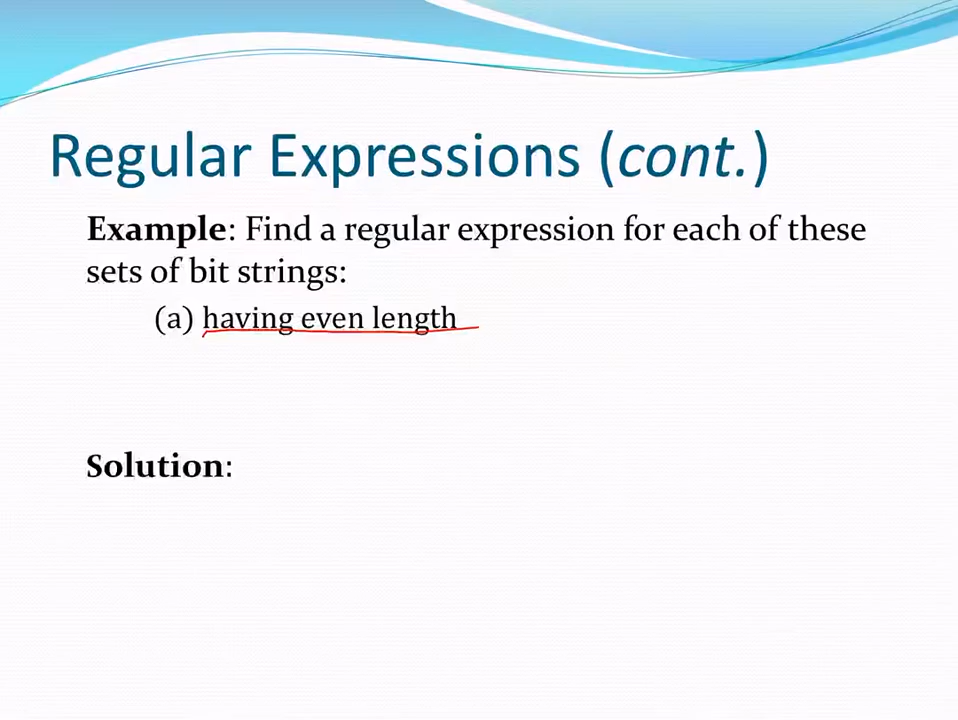 Regular Expressions (cont.)
Example: Find a regular expression for each of these
sets of bit strings:
(a) having even length
Solution: